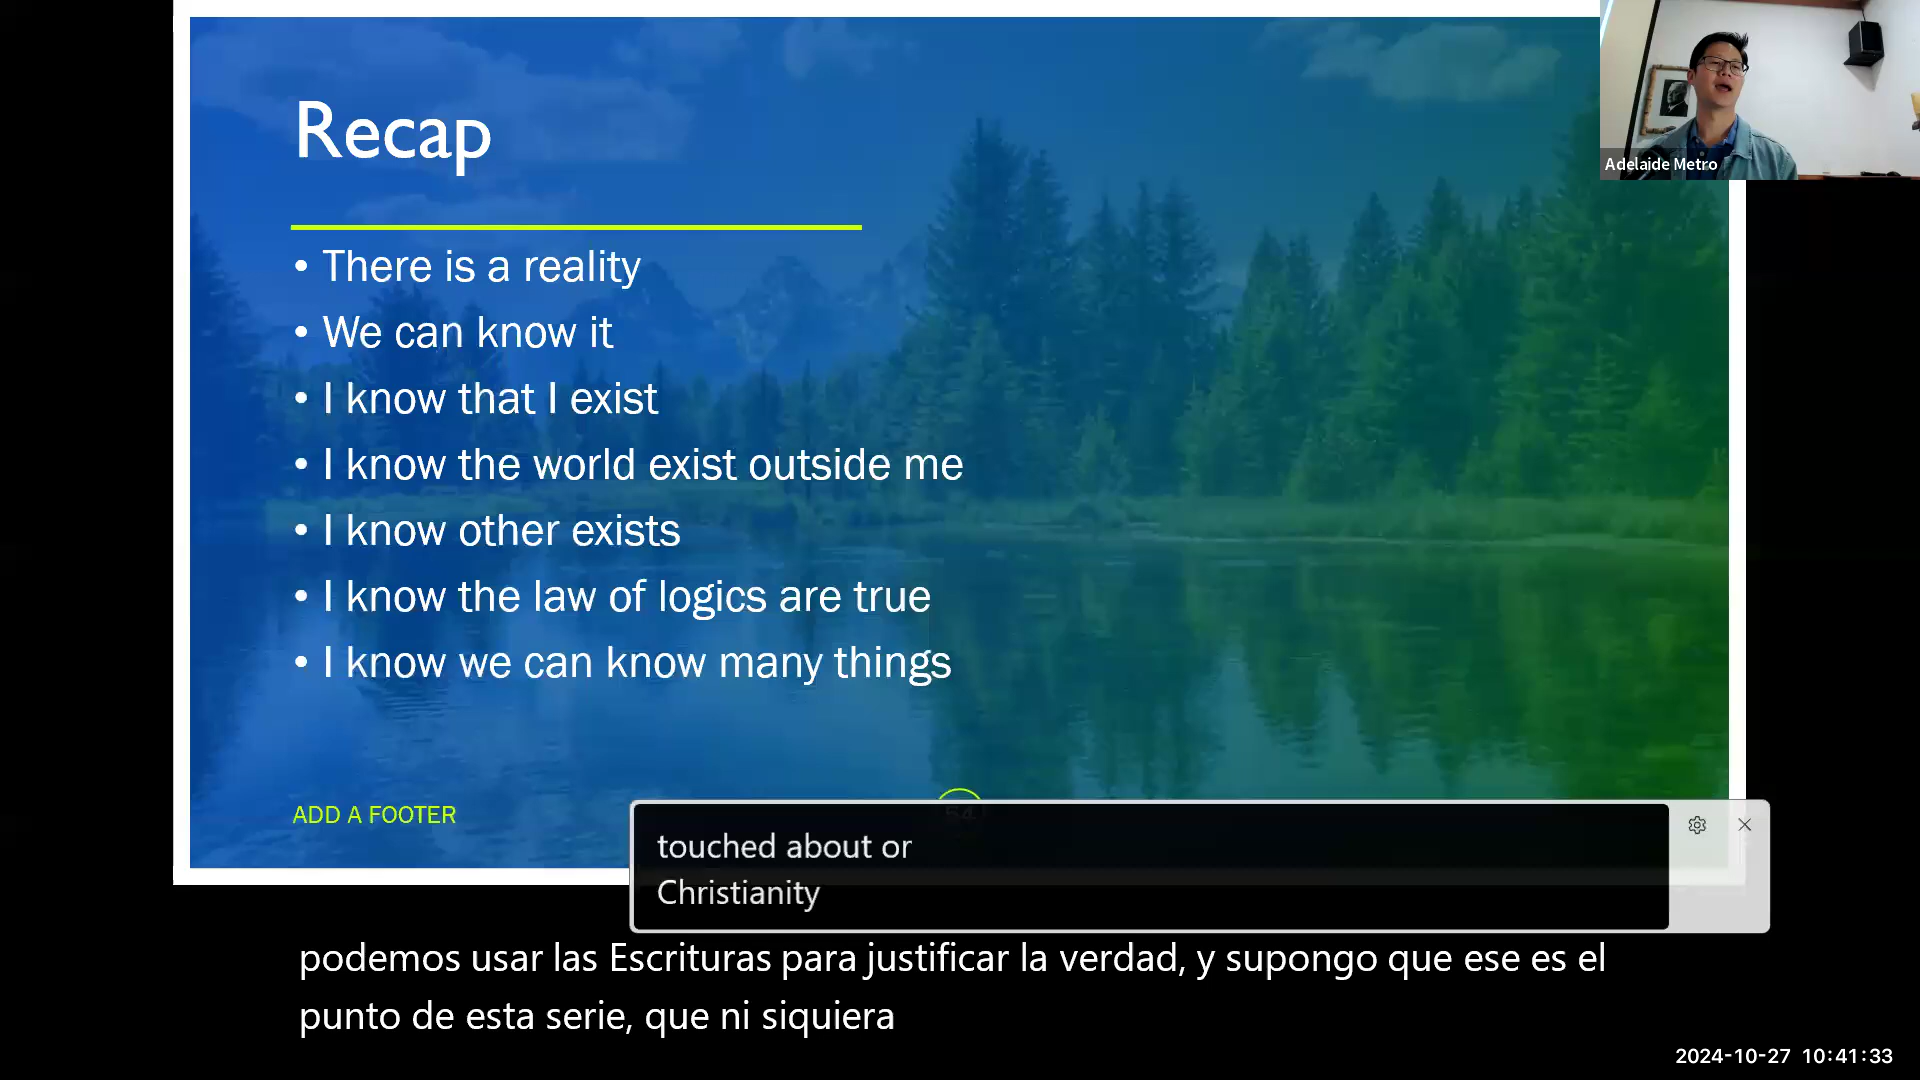 Recap
• There is a reality
• We can know it
• I know that I exist
• I know the world exist outside me
• I know other exists
• I know the law of logics are true
• I know we can know many things
ADD A FOOTER
Adelaide Metro
touched about or
Christianity
podemos usar las Escrituras para justificar la verdad, y supongo que ese es el
punto de esta serie, que ni siquiera
2024-10-27 10:41:33